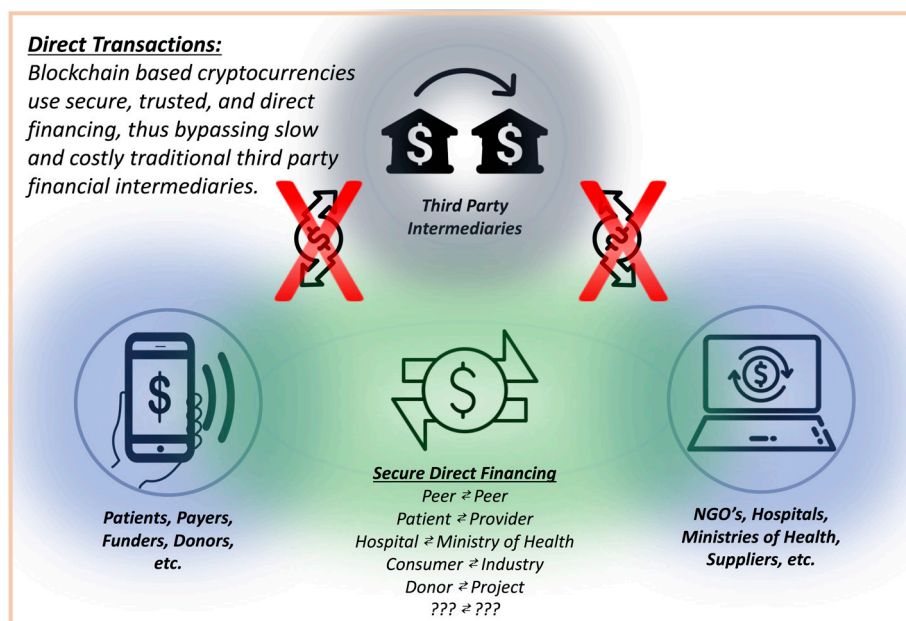 Direct Transactions:
Blockchain based cryptocurrencies
use secure, trusted, and direct
financing, thus bypassing slow
and costly traditional third party
financial intermediaries.
$ $
Third Party
Intermediaries
$ $
$
$
$
Secure Direct Financing
Peer ⇄ Peer
Patient ⇄ Provider
Hospital ⇄ Ministry of Health
Consumer ⇄ Industry
Donor ⇄ Project
??? ⇄ ???
Patients, Payers,
Funders, Donors,
etc.
NGO's, Hospitals,
Ministries of Health,
Suppliers, etc.